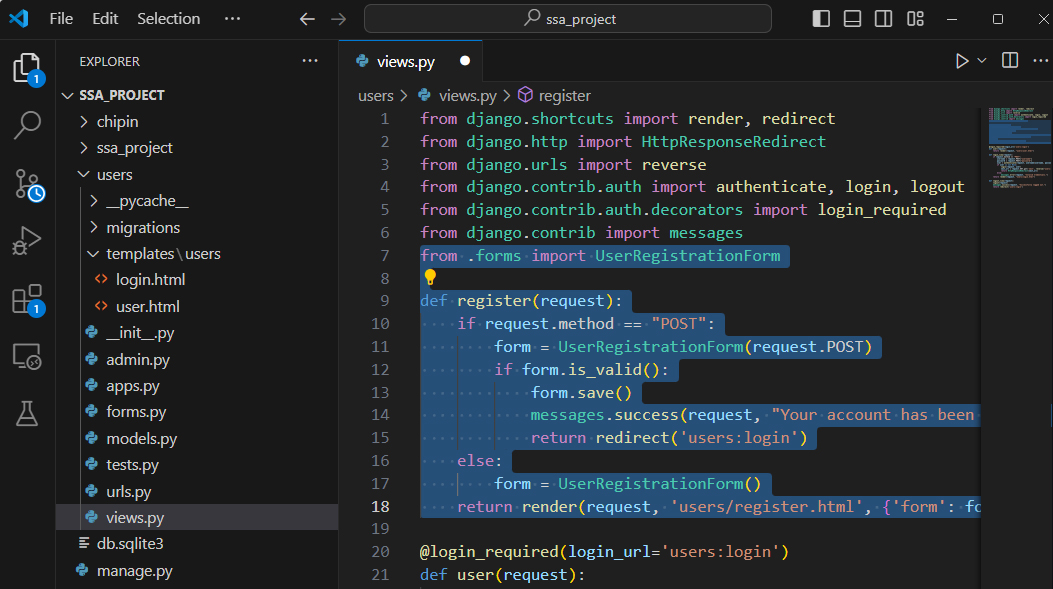 File Edit Selection ··· ssa_project
EXPLORER ···
1
SSA_PROJECT
chipin
ssa_project
users
__pycache__
migrations
templates\users
login.html
user.html
1
__init__.py
admin.py
apps.py
forms.py
models.py
tests.py
urls.py
views.py
db.sqlite3
manage.py
views.py
users > views.py > register
1 from django.shortcuts import render, redirect
2 from django.http import HttpResponseRedirect
3 from django.urls import reverse
4 from django.contrib.auth import authenticate, login, logout
5 from django.contrib.auth.decorators import login_required
6 from django.contrib import messages
7 from .forms import UserRegistrationForm
8
9 def register(request):
10 if request.method == "POST":
11 form = UserRegistrationForm(request.POST)
12 if form.is_valid():
13 form.save()
14 messages.success(request, "Your account has been
15 return redirect('users:login')
16 else:
17 form = UserRegistrationForm()
18 return render(request, 'users/register.html', {'form': fo
19
20 @login_required(login_url='users:login')
21 def user(request):